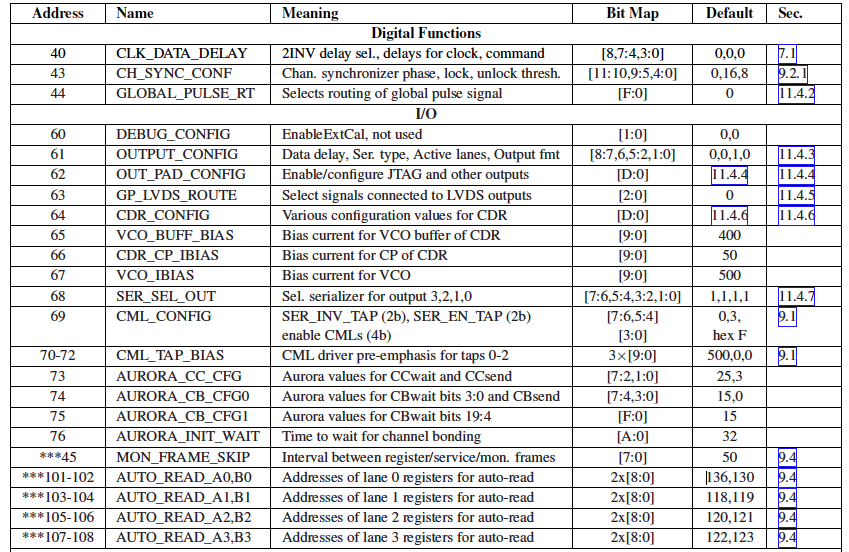 Address Name Meaning Bit Map Default Sec.
Digital Functions
40 CLK_DATA_DELAY 2INV delay sel., delays for clock, command [8,7:4,3:0] 0,0,0 7.1
43 CH_SYNC_CONF Chan. synchronizer phase, lock, unlock thresh. [11:10,9:5,4:0] 0,16,8 9.2.1
44 GLOBAL_PULSE_RT Selects routing of global pulse signal [F:0] 0 11.4.2
I/O
60 DEBUG_CONFIG EnableExtCal, not used [1:0] 0,0
61 OUTPUT_CONFIG Data delay, Ser. type, Active lanes, Output fmt [8:7,6,5:2,1:0] 0,0,1,0 11.4.3
62 OUT_PAD_CONFIG Enable/configure JTAG and other outputs [D:0] 11.4.4 11.4.4
63 GP_LVDS_ROUTE Select signals connected to LVDS outputs [2:0] 0 11.4.5
64 CDR_CONFIG Various configuration values for CDR [D:0] 11.4.6 11.4.6
65 VCO_BUFF_BIAS Bias current for VCO buffer of CDR [9:0] 400
66 CDR_CP_IBIAS Bias current for CP of CDR [9:0] 50
67 VCO_IBIAS Bias current for VCO [9:0] 500
68 SER_SEL_OUT Sel. serializer for output 3,2,1,0 [7:6,5:4,3:2,1:0] 1,1,1,1 11.4.7
69 CML_CONFIG SER_INV_TAP (2b), SER_EN_TAP (2b) [7:6,5:4] 0,3, 9.1
enable CMLs (4b) [3:0] hex F
70-72 CML_TAP_BIAS CML driver pre-emphasis for taps 0-2 3×[9:0] 500,0,0 9.1
73 AURORA_CC_CFG Aurora values for CCwait and CCsend [7:2,1:0] 25,3
74 AURORA_CB_CFG0 Aurora values for CBwait bits 3:0 and CBsend [7:4,3:0] 15,0
75 AURORA_CB_CFG1 Aurora values for CBwait bits 19:4 [F:0] 15
76 AURORA_INIT_WAIT Time to wait for channel bonding [A:0] 32
***45 MON_FRAME_SKIP Interval between register/service/mon. frames [7:0] 50 9.4
***101-102 AUTO_READ_A0,B0 Addresses of lane 0 registers for auto-read 2x[8:0] 136,130 9.4
***103-104 AUTO_READ_A1,B1 Addresses of lane 1 registers for auto-read 2x[8:0] 118,119 9.4
***105-106 AUTO_READ_A2,B2 Addresses of lane 2 registers for auto-read 2x[8:0] 120,121 9.4
***107-108 AUTO_READ_A3,B3 Addresses of lane 3 registers for auto-read 2x[8:0] 122,123 9.4